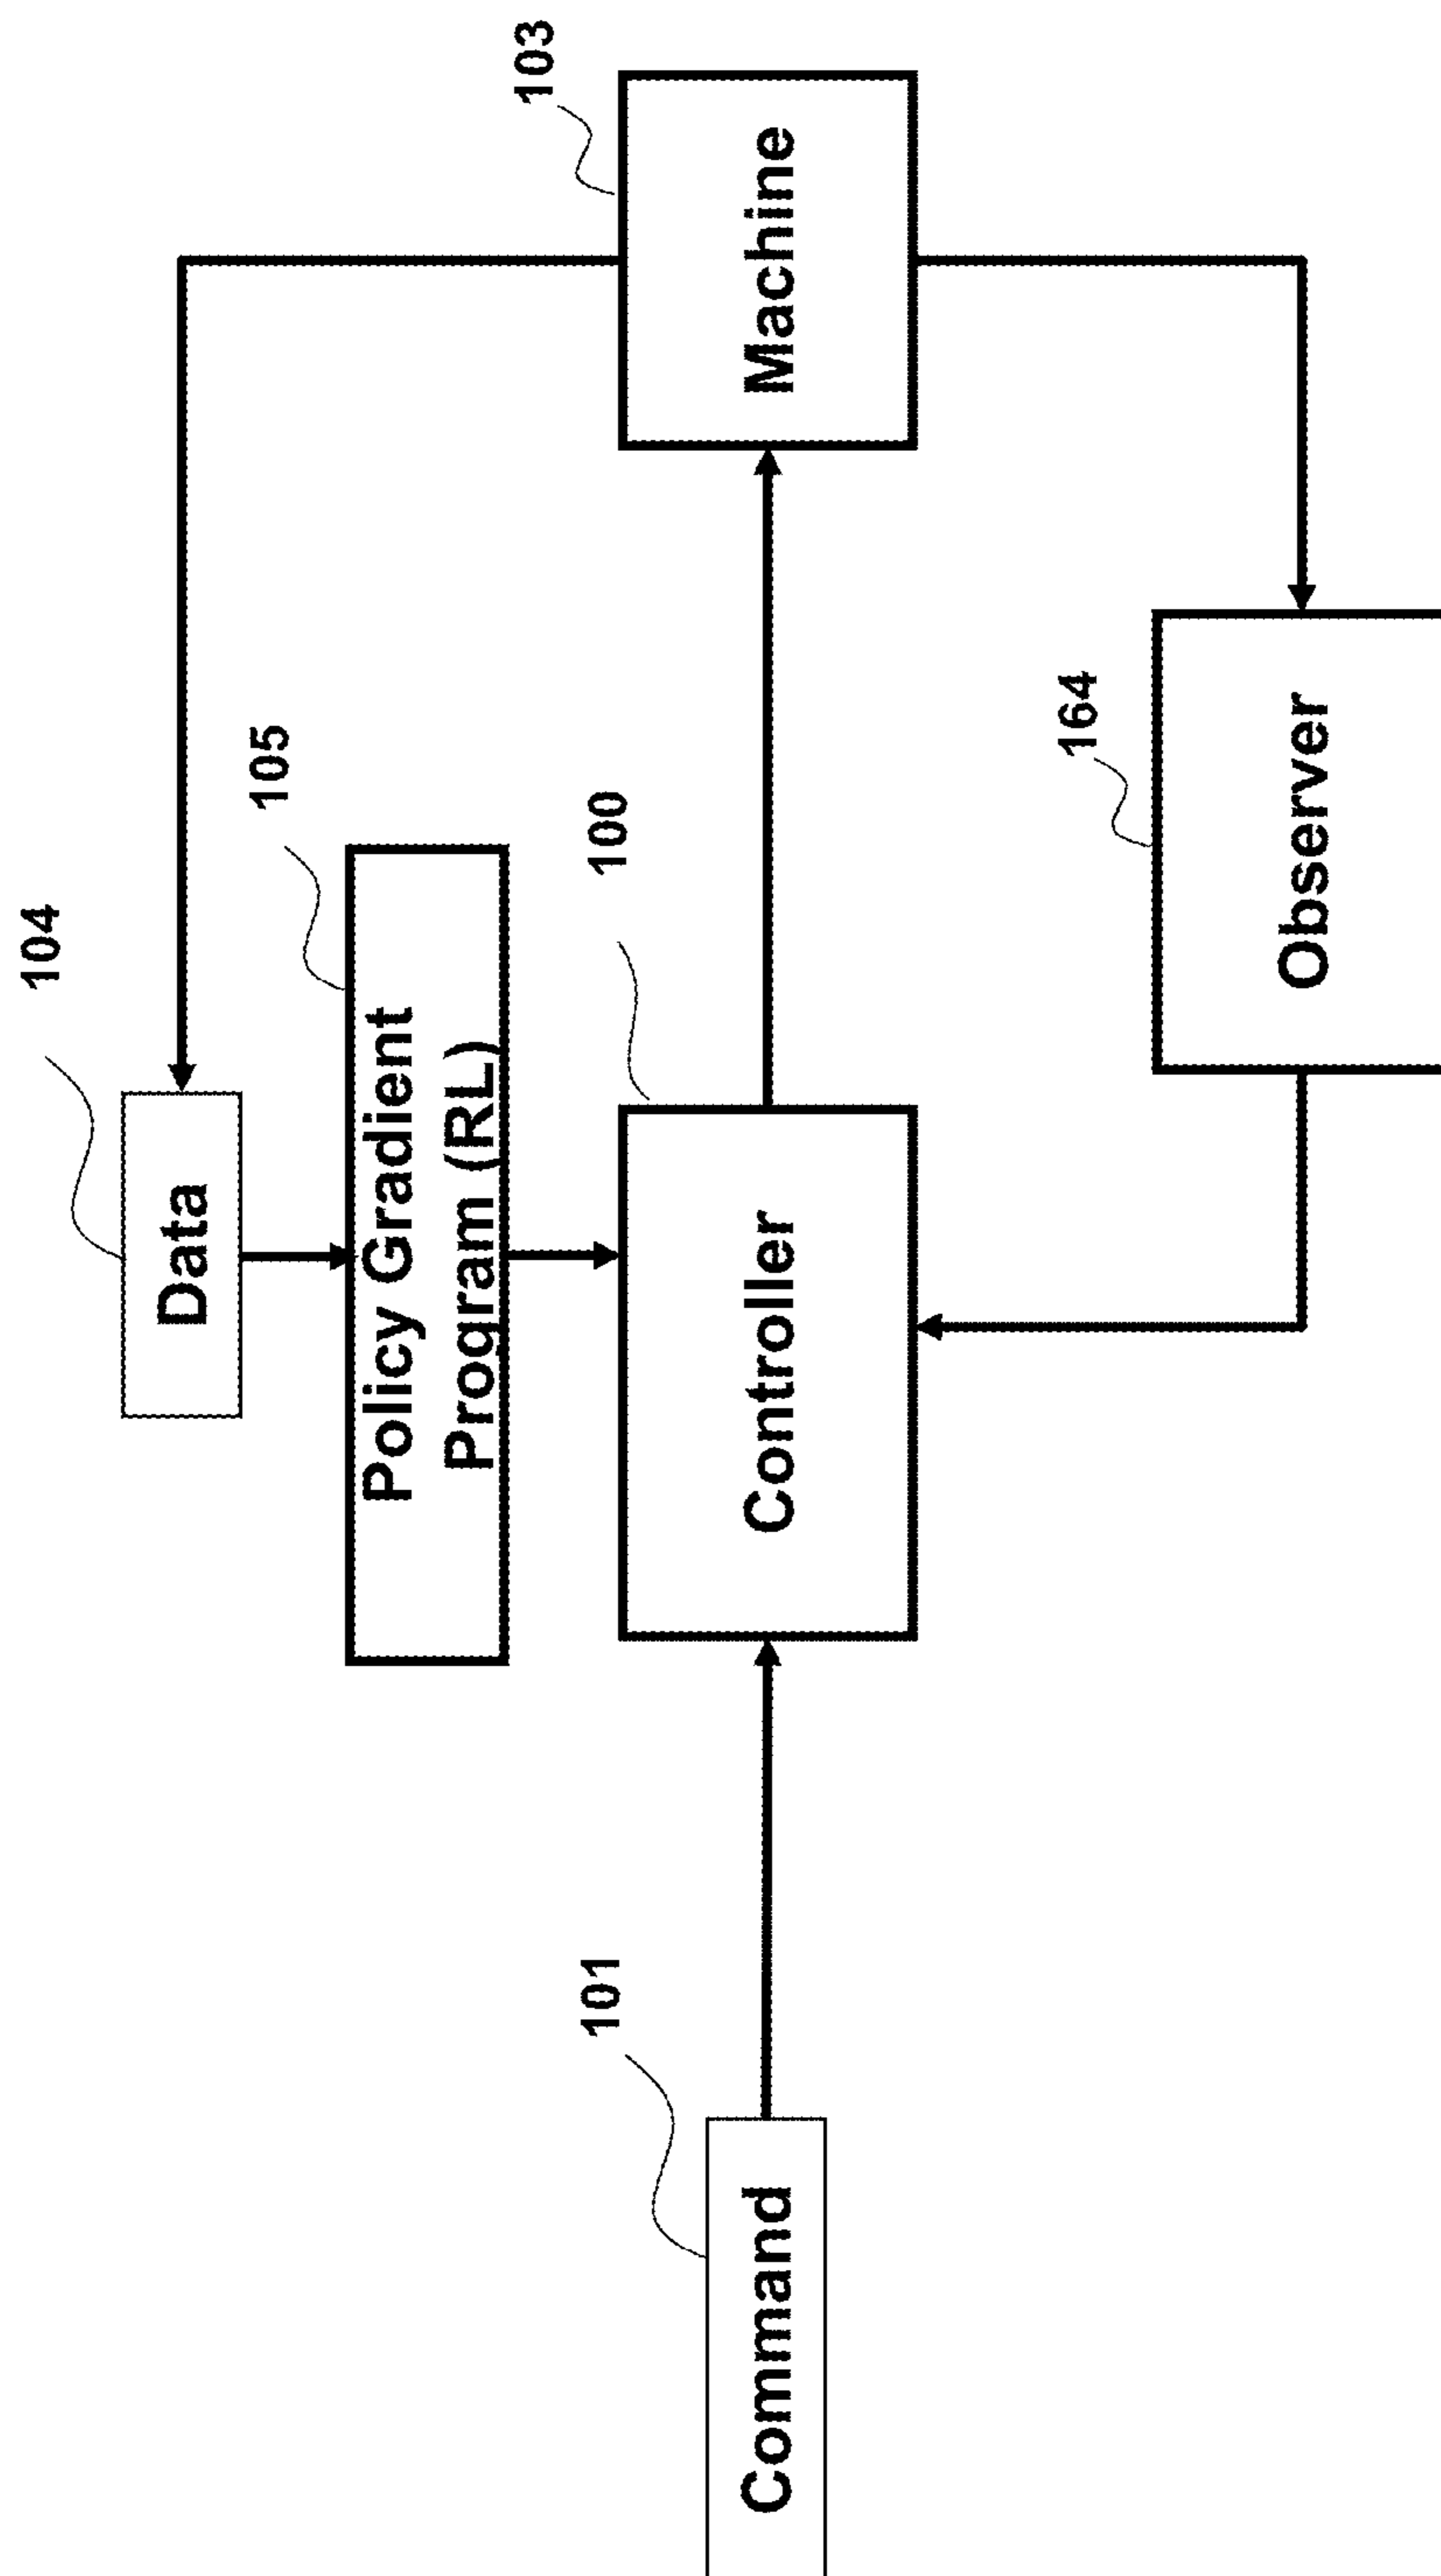 104
Data
105
Policy Gradient
Program (RL)
101
Command
100
Controller
103
Machine
164
Observer